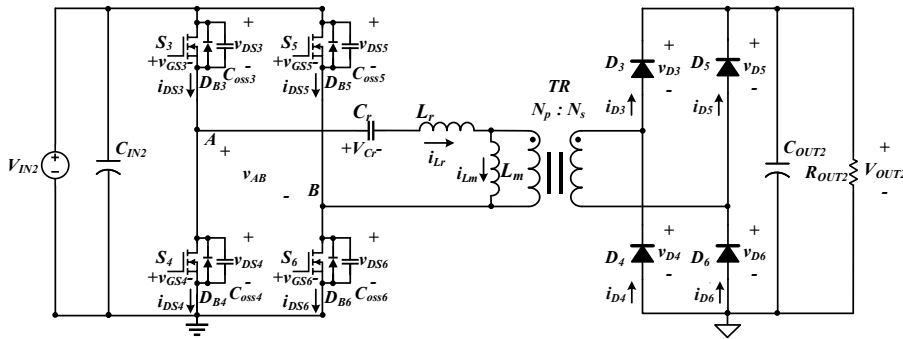 S3 + vDS3 - +vGS3- DB3 Coss3 iDS3
S5 + vDS5 - +vGS5- DB5 Coss5 iDS5
D3 + vD3 - iD3
D5 + vD5 - iD5
TR
Np : Ns
Cr +VCr-
Lr iLr
A
+
vAB
-
B
iLm Lm
VIN2 + -
CIN2
COUT2
ROUT2
+
VOUT2
-
S4 + vDS4 - +vGS4- DB4 Coss4 iDS4
S6 + vDS6 - +vGS6- DB6 Coss6 iDS6
D4 + vD4 - iD4
D6 + vD6 - iD6